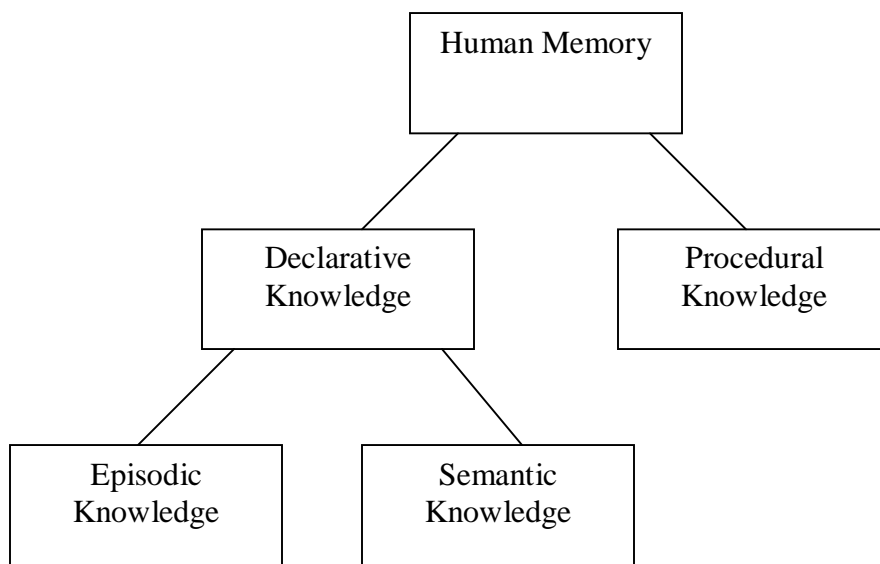 Human Memory
Declarative
Knowledge
Procedural
Knowledge
Episodic
Knowledge
Semantic
Knowledge